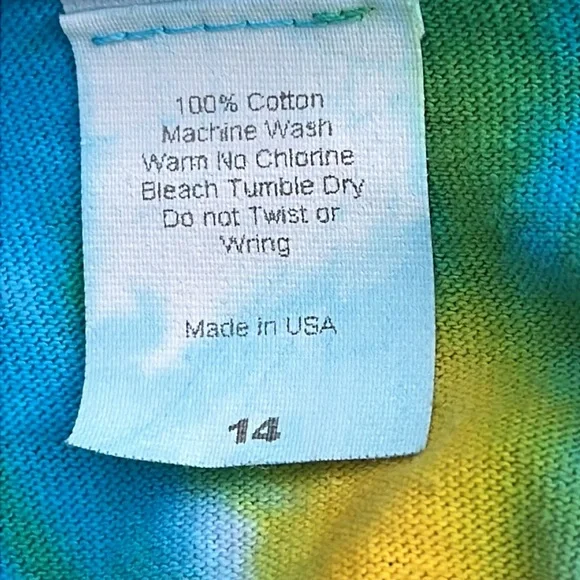 100% Cotton
Machine Wash
Warm No Chlorine
Bleach Tumble Dry
Do not Twist or
Wring
Made in USA
14